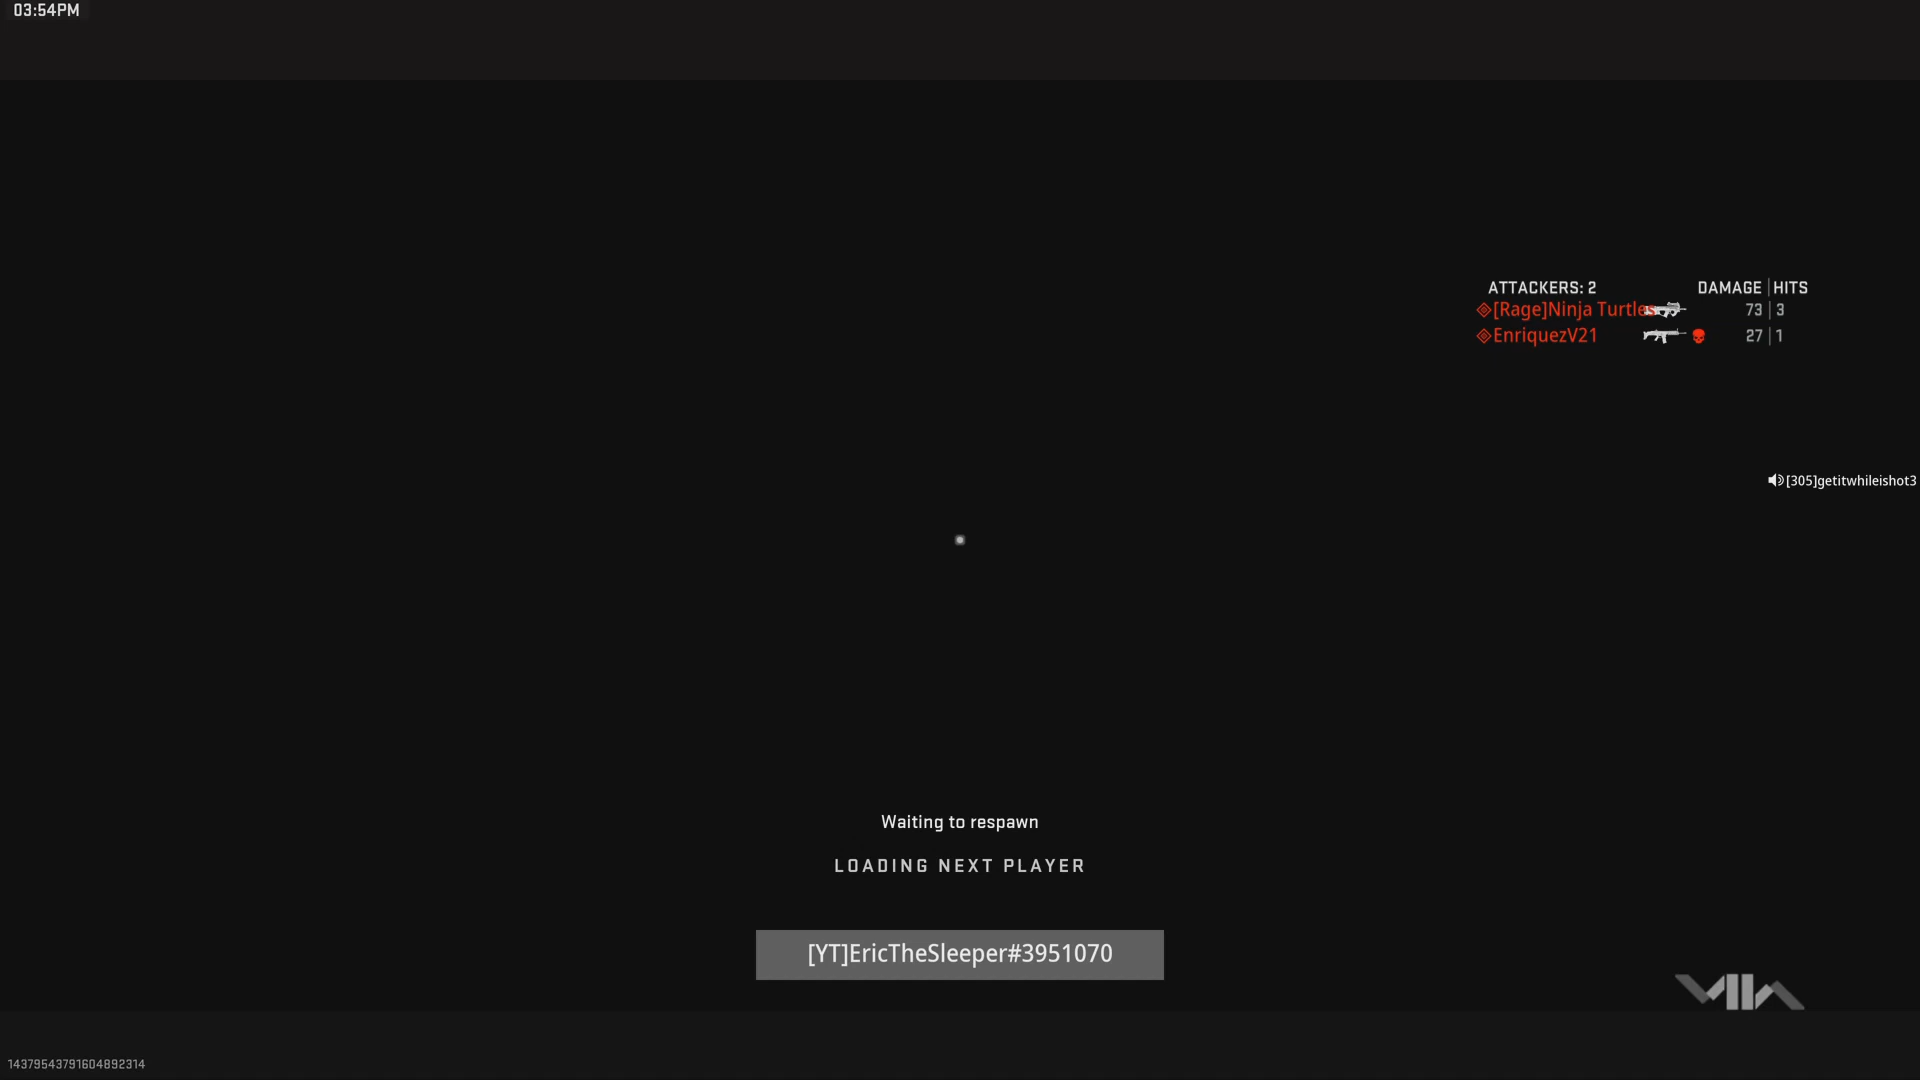 03:54PM
ATTACKERS: 2 DAMAGE | HITS
[Rage]Ninja Turtles 73 | 3
EnriquezV21 27 | 1
[305]getitwhileishot3
Waiting to respawn
LOADING NEXT PLAYER
[YT]EricTheSleeper#3951070
14379543791604892314